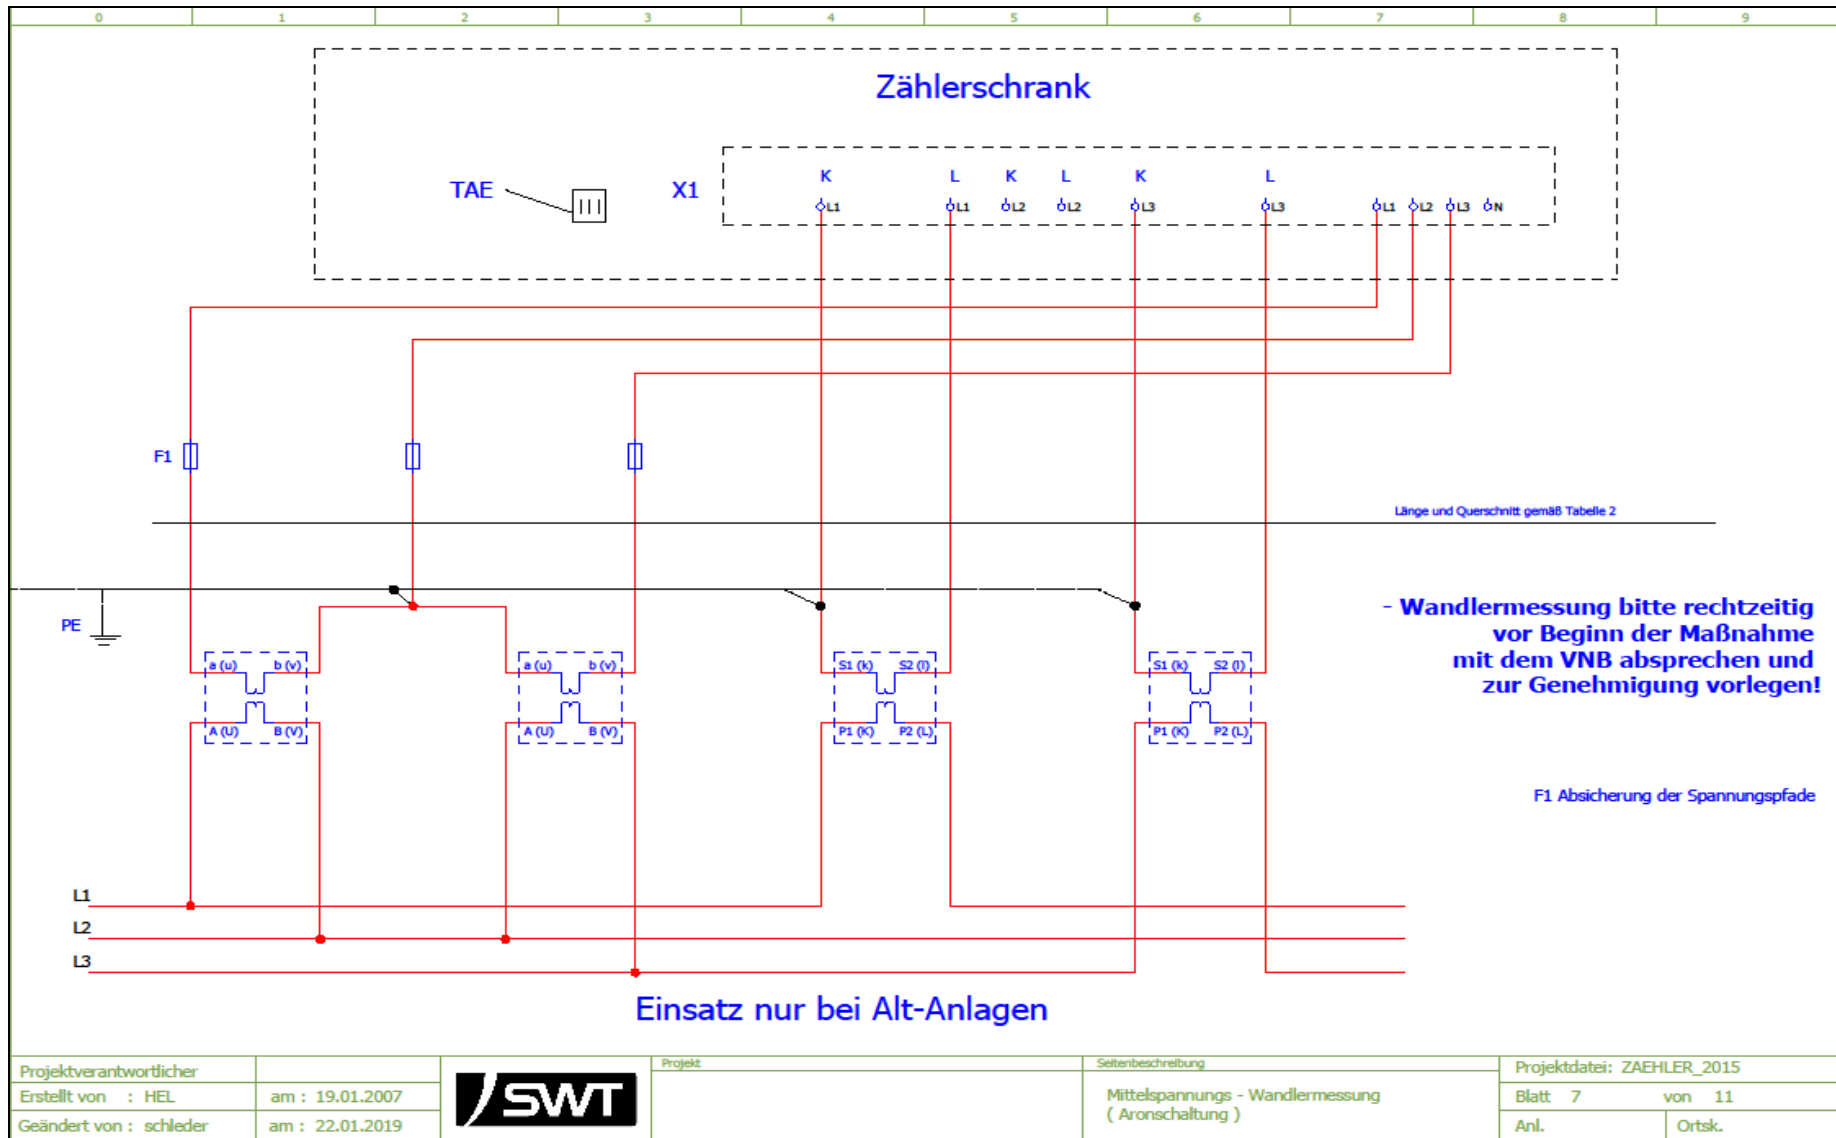 0 1 2 3 4 5 6 7 8 9
Zählerschrank
TAE
X1
K L K L K L
L1 L1 L2 L2 L3 L3 L1 L2 L3 N
F1
Länge und Querschnitt gemäß Tabelle 2
PE
- Wandlermessung bitte rechtzeitig
vor Beginn der Maßnahme
mit dem VNB absprechen und
zur Genehmigung vorlegen!
a (u) b (v) a (u) b (v) S1 (k) S2 (l) S1 (k) S2 (l)
A (U) B (V) A (U) B (V) P1 (K) P2 (L) P1 (K) P2 (L)
F1 Absicherung der Spannungspfade
L1
L2
L3
Einsatz nur bei Alt-Anlagen
Projektverantwortlicher
Erstellt von : HEL am : 19.01.2007
Geändert von : schleder am : 22.01.2019
SWT
Projekt
Seitenbeschreibung
Mittelspannungs - Wandlermessung
( Aronschaltung )
Projektdatei: ZAEHLER_2015
Blatt 7 von 11
Anl. Ortsk.